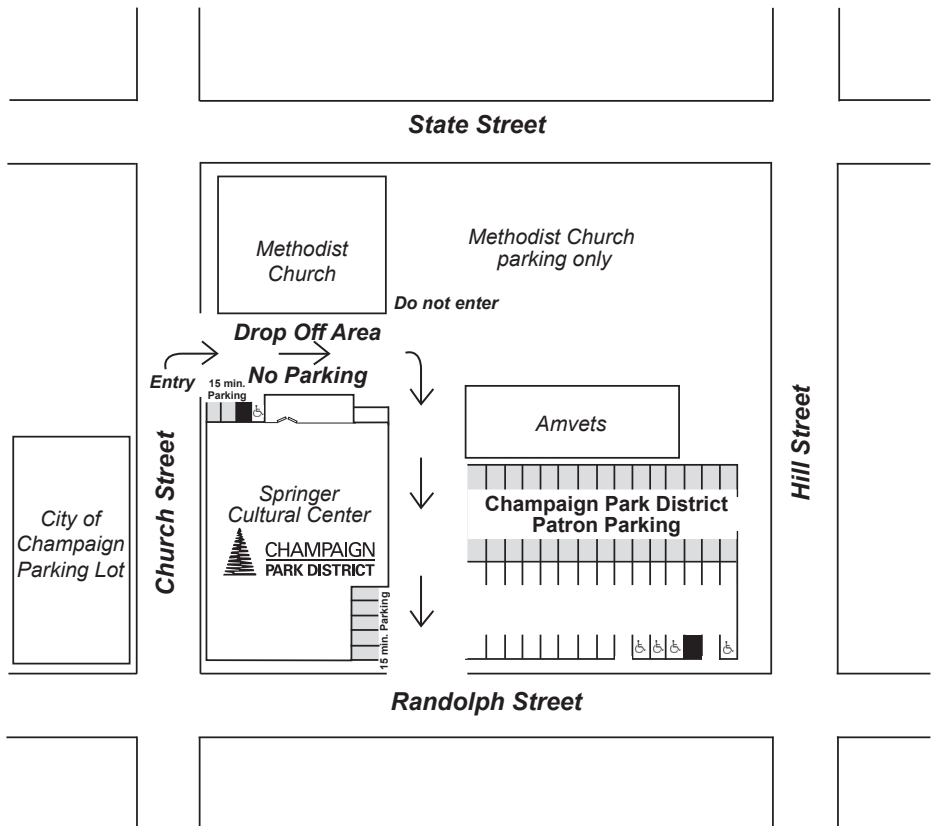 State Street
Methodist
Church
Methodist Church
parking only
Do not enter
Drop Off Area
Entry
15 min.
Parking
No Parking
Amvets
Church Street
Hill Street
City of
Champaign
Parking Lot
Springer
Cultural Center
CHAMPAIGN
PARK DISTRICT
Champaign Park District
Patron Parking
15 min. Parking
Randolph Street